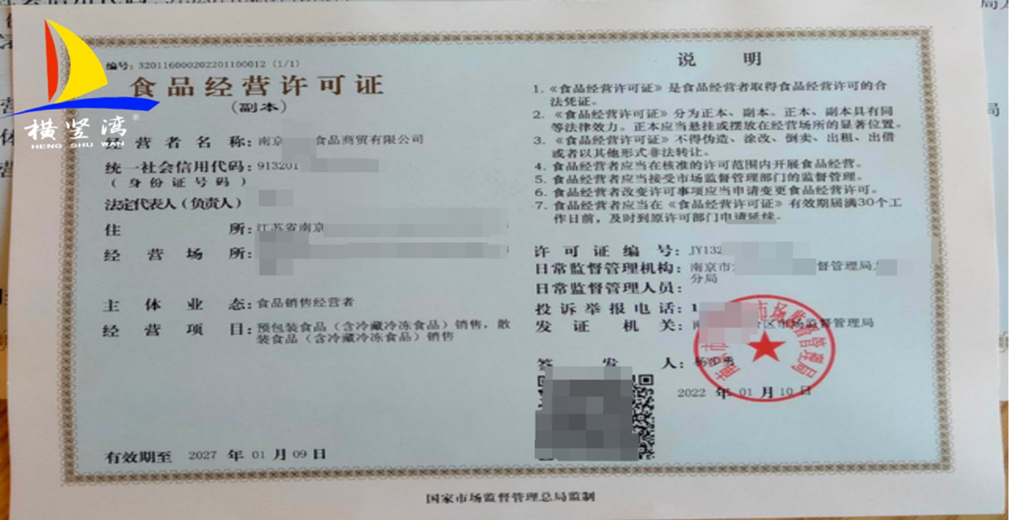 编号: 320116000202201100012 (1/1)
食品经营许可证
(副本)
横竖湾
HENG SHU WAN
营者名称: 南京 食品商贸有限公司
统一社会信用代码: 913201
(身份证号码)
法定代表人(负责人)
住所: 江苏省南京
经营场所:
主体业态: 食品销售经营者
经营项目: 预包装食品(含冷藏冷冻食品)销售, 散
装食品(含冷藏冷冻食品)销售
有效期至 2027 年 01 月 09 日
说明
1. 《食品经营许可证》是食品经营者取得食品经营许可的合
法凭证。
2. 《食品经营许可证》分为正本、副本。正本、副本具有同
等法律效力。正本应当悬挂或摆放在经营场所的显著位置。
3. 《食品经营许可证》不得伪造、涂改、倒卖、出租、出借
或者以其他形式非法转让。
4. 食品经营者应当在核准的许可范围内开展食品经营。
5. 食品经营者应当接受市场监督管理部门的监督管理。
6. 食品经营者改变许可事项应当申请变更食品经营许可。
7. 食品经营者应当在《食品经营许可证》有效期届满30个工
作日前, 及时到原许可部门申请延续。
许可证编号: JY132
日常监督管理机构: 南京市 督管理局
分局
日常监督管理人员:
投诉举报电话: 1
发证机关: 南 区市场监督管理局
签发人:
2022 年 01 月 10 日
国家市场监督管理总局监制